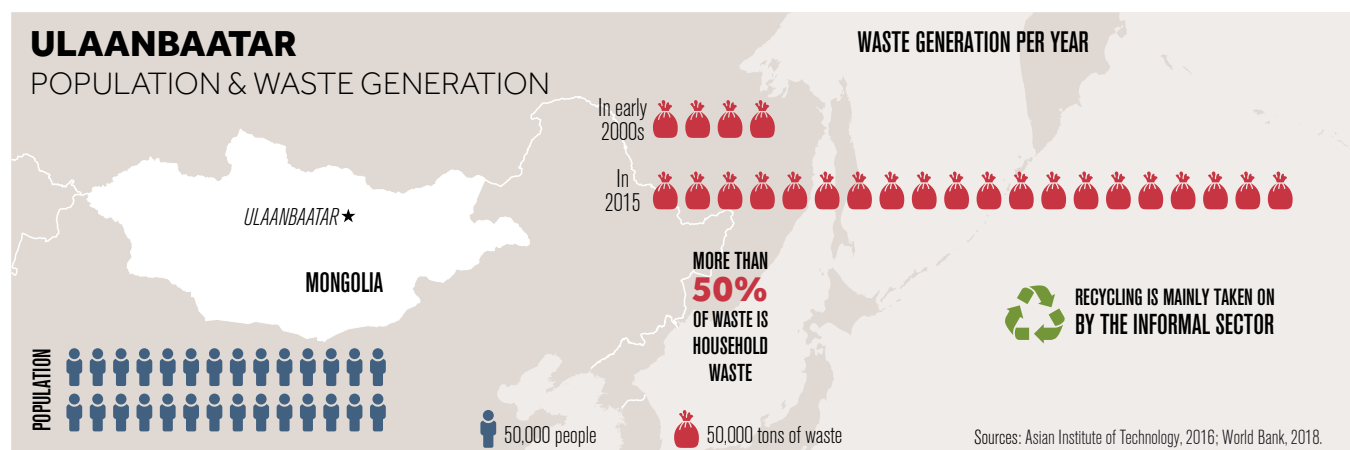 ULAANBAATAR
POPULATION & WASTE GENERATION
WASTE GENERATION PER YEAR
In early
2000s
In
2015
ULAANBAATAR
MONGOLIA
MORE THAN
50%
OF WASTE IS
HOUSEHOLD
WASTE
RECYCLING IS MAINLY TAKEN ON
BY THE INFORMAL SECTOR
POPULATION
50,000 people
50,000 tons of waste
Sources: Asian Institute of Technology, 2016; World Bank, 2018.